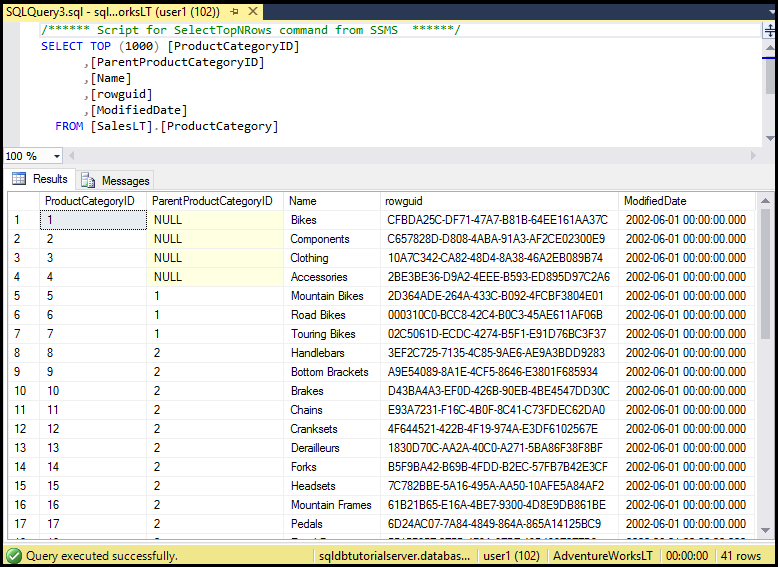 SQLQuery3.sql - sql...orksLT (user1 (102))
/****** Script for SelectTopNRows command from SSMS ******/
SELECT TOP (1000) [ProductCategoryID]
,[ParentProductCategoryID]
,[Name]
,[rowguid]
,[ModifiedDate]
FROM [SalesLT].[ProductCategory]
100 %
Results Messages
ProductCategoryID ParentProductCategoryID Name rowguid ModifiedDate
1 1 NULL Bikes CFBDA25C-DF71-47A7-B81B-64EE161AA37C 2002-06-01 00:00:00.000
2 2 NULL Components C657828D-D808-4ABA-91A3-AF2CE02300E9 2002-06-01 00:00:00.000
3 3 NULL Clothing 10A7C342-CA82-48D4-8A38-46A2EB089B74 2002-06-01 00:00:00.000
4 4 NULL Accessories 2BE3BE36-D9A2-4EEE-B593-ED895D97C2A6 2002-06-01 00:00:00.000
5 5 1 Mountain Bikes 2D364ADE-264A-433C-B092-4FCBF3804E01 2002-06-01 00:00:00.000
6 6 1 Road Bikes 000310C0-BCC8-42C4-B0C3-45AE611AF06B 2002-06-01 00:00:00.000
7 7 1 Touring Bikes 02C5061D-ECDC-4274-B5F1-E91D76BC3F37 2002-06-01 00:00:00.000
8 8 2 Handlebars 3EF2C725-7135-4C85-9AE6-AE9A3BDD9283 2002-06-01 00:00:00.000
9 9 2 Bottom Brackets A9E54089-8A1E-4CF5-8646-E3801F685934 2002-06-01 00:00:00.000
10 10 2 Brakes D43BA4A3-EF0D-426B-90EB-4BE4547DD30C 2002-06-01 00:00:00.000
11 11 2 Chains E93A7231-F16C-4B0F-8C41-C73FDEC62DA0 2002-06-01 00:00:00.000
12 12 2 Cranksets 4F644521-422B-4F19-974A-E3DF6102567E 2002-06-01 00:00:00.000
13 13 2 Derailleurs 1830D70C-AA2A-40C0-A271-5BA86F38F8BF 2002-06-01 00:00:00.000
14 14 2 Forks B5F9BA42-B69B-4FDD-B2EC-57FB7B42E3CF 2002-06-01 00:00:00.000
15 15 2 Headsets 7C782BBE-5A16-495A-AA50-10AFE5A84AF2 2002-06-01 00:00:00.000
16 16 2 Mountain Frames 61B21B65-E16A-4BE7-9300-4D8E9DB861BE 2002-06-01 00:00:00.000
17 17 2 Pedals 6D24AC07-7A84-4849-864A-865A14125BC9 2002-06-01 00:00:00.000
Query executed successfully. sqldbtutorialserver.databas... user1 (102) AdventureWorksLT 00:00:00 41 rows